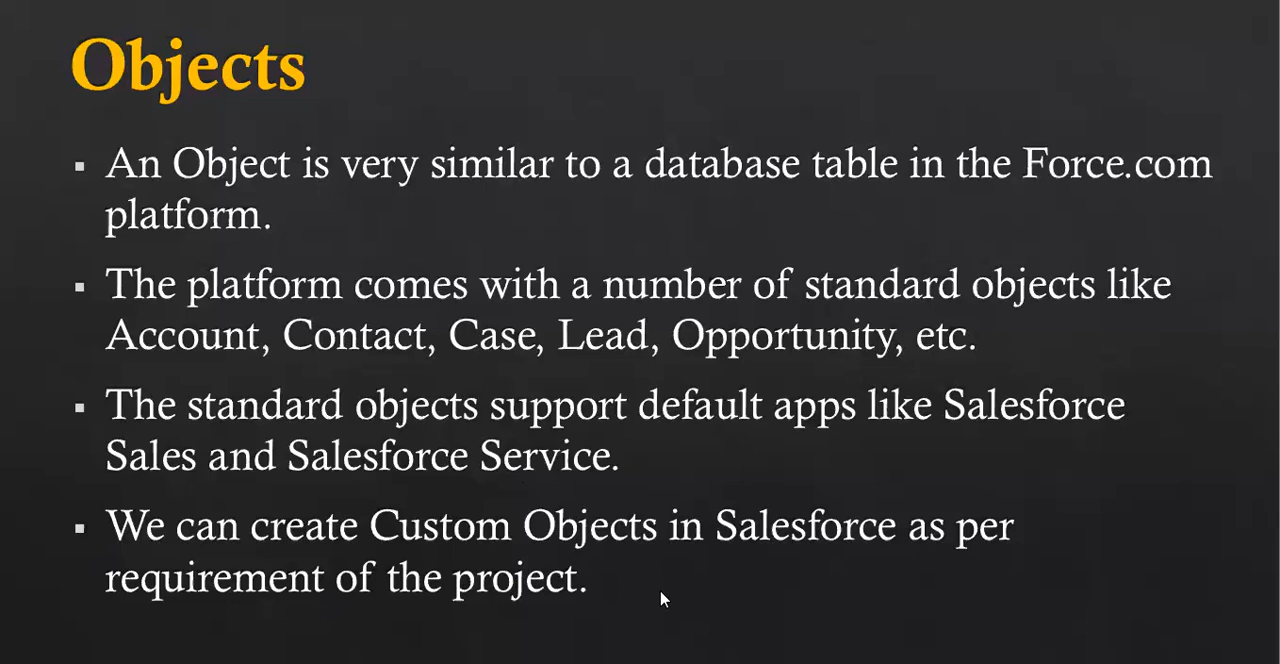 Objects
▪ An Object is very similar to a database table in the Force.com
platform.
▪ The platform comes with a number of standard objects like
Account, Contact, Case, Lead, Opportunity, etc.
▪ The standard objects support default apps like Salesforce
Sales and Salesforce Service.
▪ We can create Custom Objects in Salesforce as per
requirement of the project.